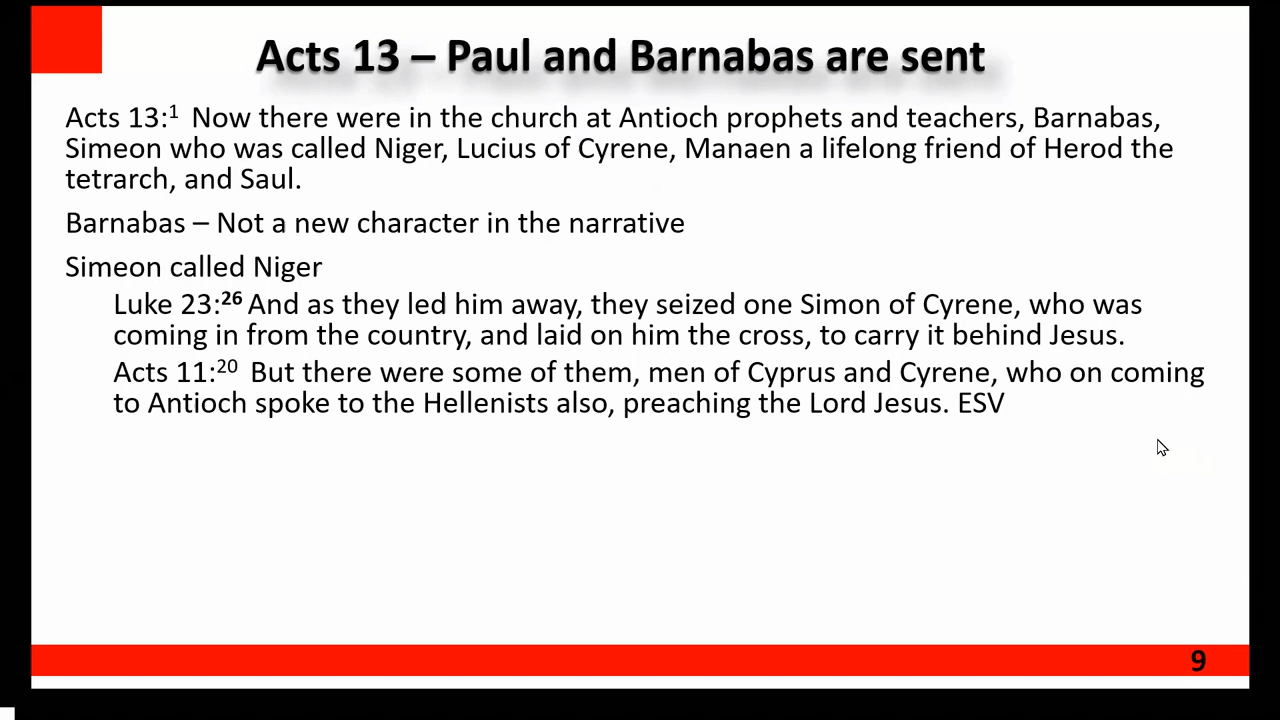 Acts 13 – Paul and Barnabas are sent
Acts 13:1 Now there were in the church at Antioch prophets and teachers, Barnabas,
Simeon who was called Niger, Lucius of Cyrene, Manaen a lifelong friend of Herod the
tetrarch, and Saul.
Barnabas – Not a new character in the narrative
Simeon called Niger
Luke 23:26 And as they led him away, they seized one Simon of Cyrene, who was
coming in from the country, and laid on him the cross, to carry it behind Jesus.
Acts 11:20 But there were some of them, men of Cyprus and Cyrene, who on coming
to Antioch spoke to the Hellenists also, preaching the Lord Jesus. ESV
9